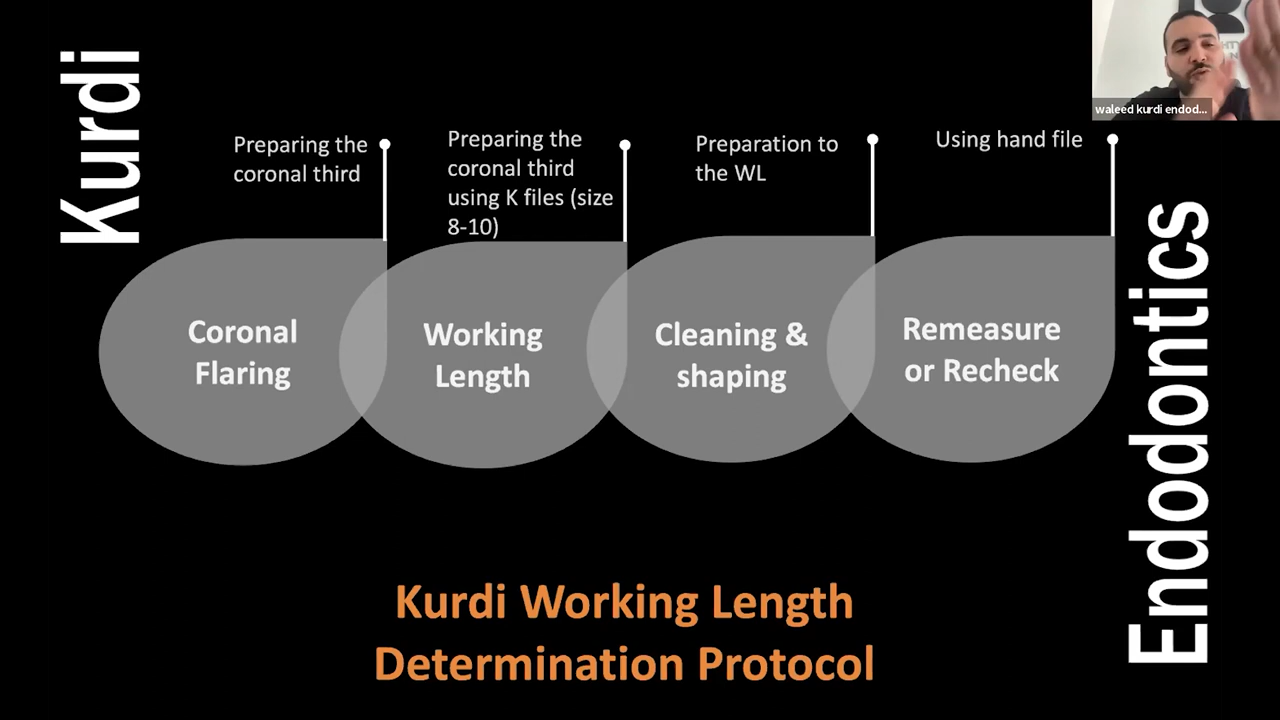 Kurdi
Preparing the
coronal third
Preparing the
coronal third
using K files (size
8-10)
Preparation to
the WL
Using hand file
waleed kurdi endod...
Coronal
Flaring
Working
Length
Cleaning &
shaping
Remeasure
or Recheck
Endodontics
Kurdi Working Length
Determination Protocol